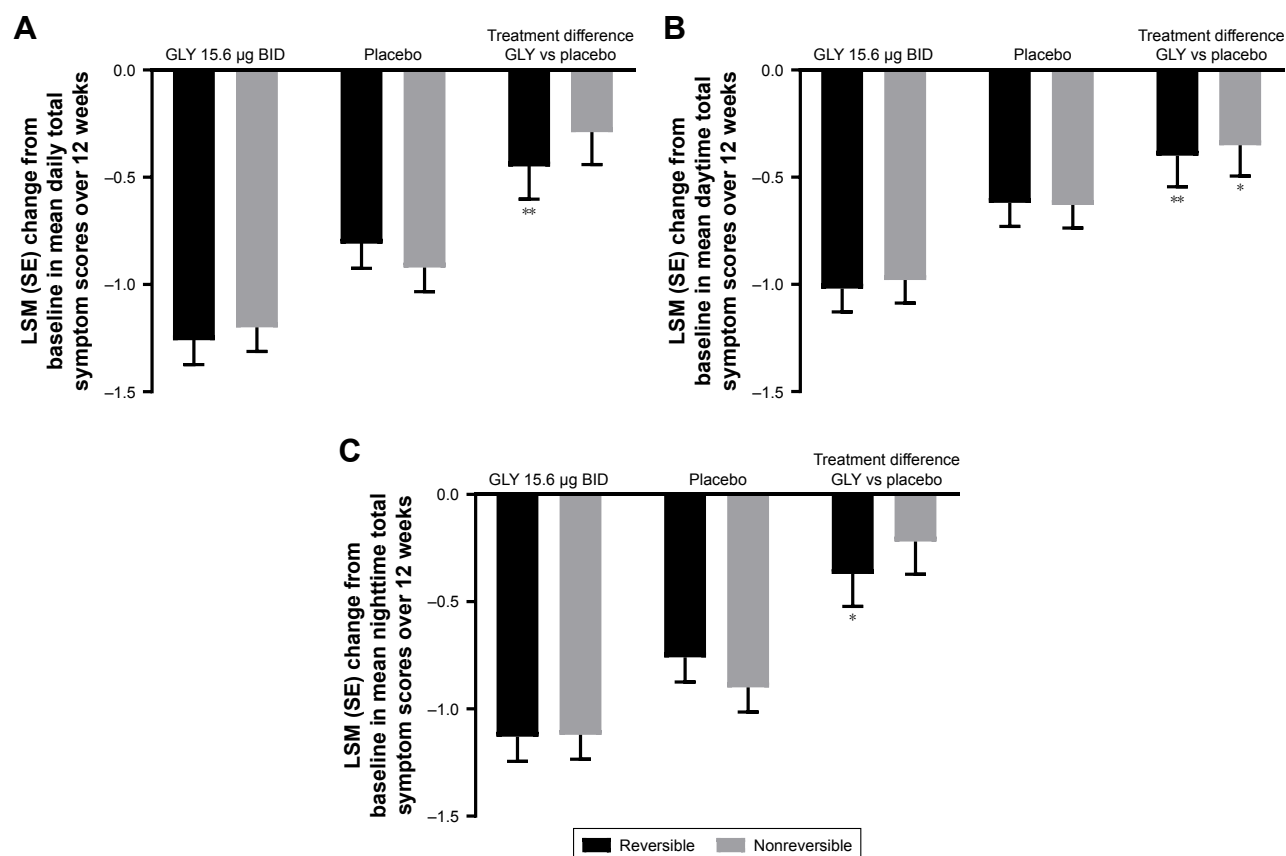 A
LSM (SE) change from
baseline in mean daily total
symptom scores over 12 weeks
GLY 15.6 µg BID
Placebo
Treatment difference
GLY vs placebo
0.0
–0.5
–1.0
–1.5
**
B
LSM (SE) change from
baseline in mean daytime total
symptom scores over 12 weeks
GLY 15.6 µg BID
Placebo
Treatment difference
GLY vs placebo
0.0
–0.5
–1.0
–1.5
**
*
C
LSM (SE) change from
baseline in mean nighttime total
symptom scores over 12 weeks
GLY 15.6 µg BID
Placebo
Treatment difference
GLY vs placebo
0.0
–0.5
–1.0
–1.5
*
Reversible
Nonreversible